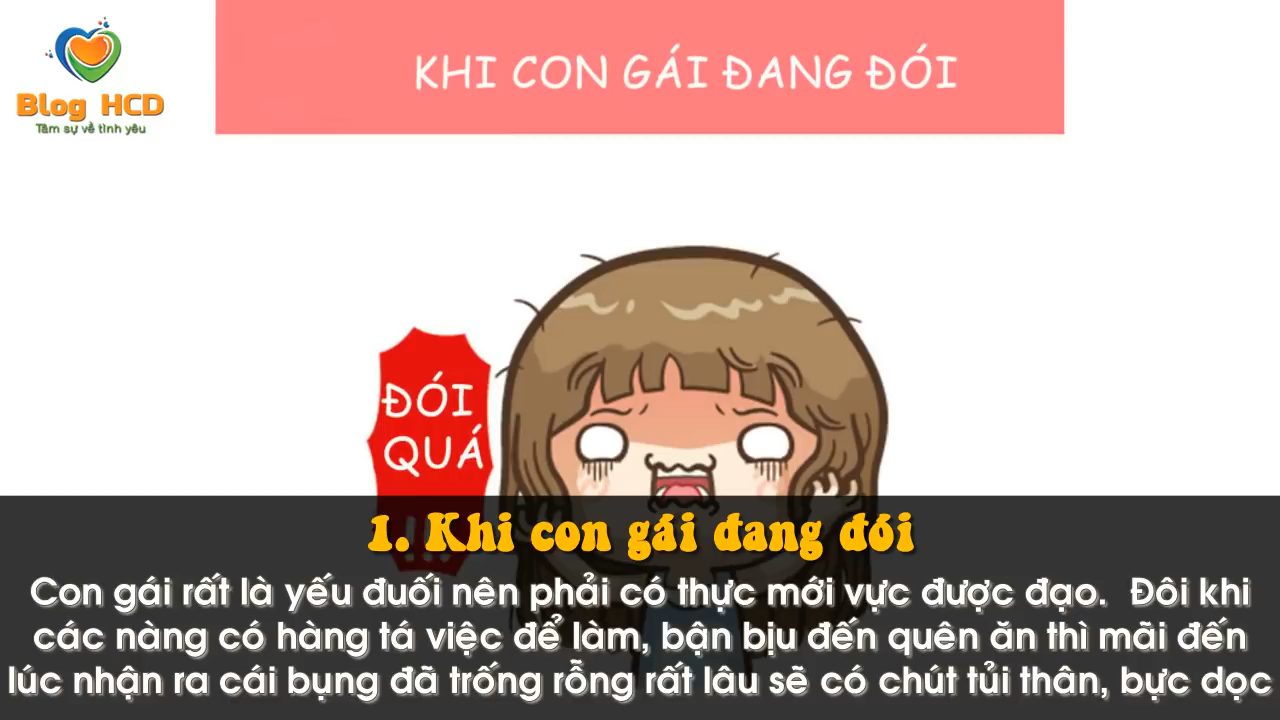 Blog HCD
Tâm sự về tình yêu
KHI CON GÁI ĐANG ĐÓI
ĐÓI
QUÁ
!!!
1. Khi con gái đang đói
Con gái rất là yếu đuối nên phải có thực mới vực được đạo. Đôi khi
các nàng có hàng tá việc để làm, bận bịu đến quên ăn thì mãi đến
lúc nhận ra cái bụng đã trống rỗng rất lâu sẽ có chút tủi thân, bực dọc